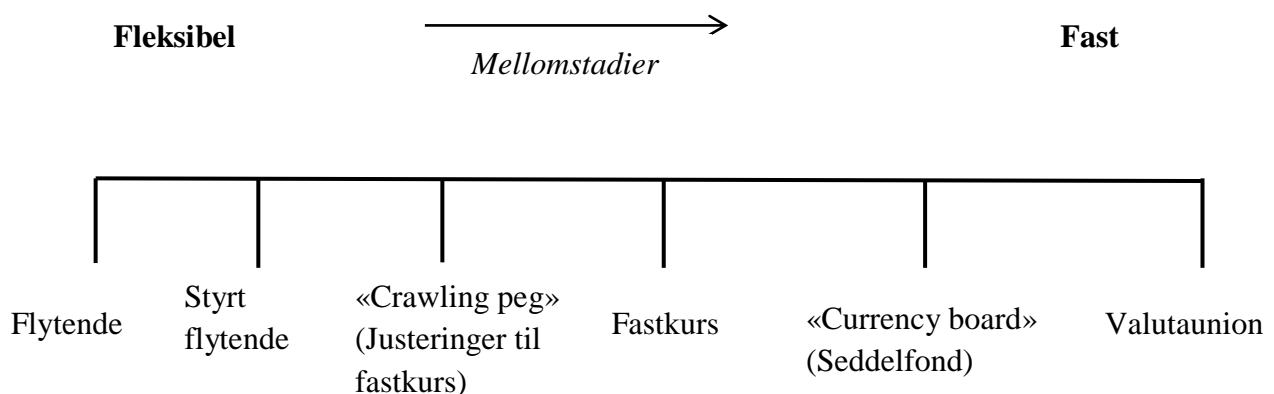 Fleksibel
Mellomstadier
Fast
Flytende
Styrt
flytende
«Crawling peg»
(Justeringer til
fastkurs)
Fastkurs
«Currency board»
(Seddelfond)
Valutaunion